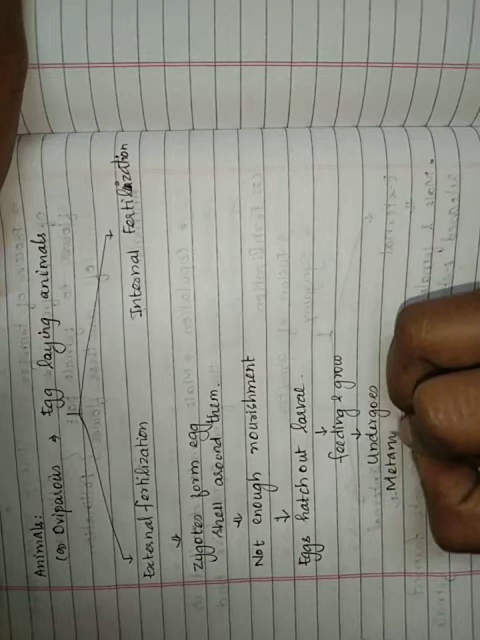 Animals:
(a) Oviparous → Egg laying animals.
External fertilization
Internal Fertilization
↓
Zygotes form egg
shell around them.
↓
Not enough nourishment
↓
Eggs hatch out larvae.
↓
feeding & grow
↓
Undergoes
Metam